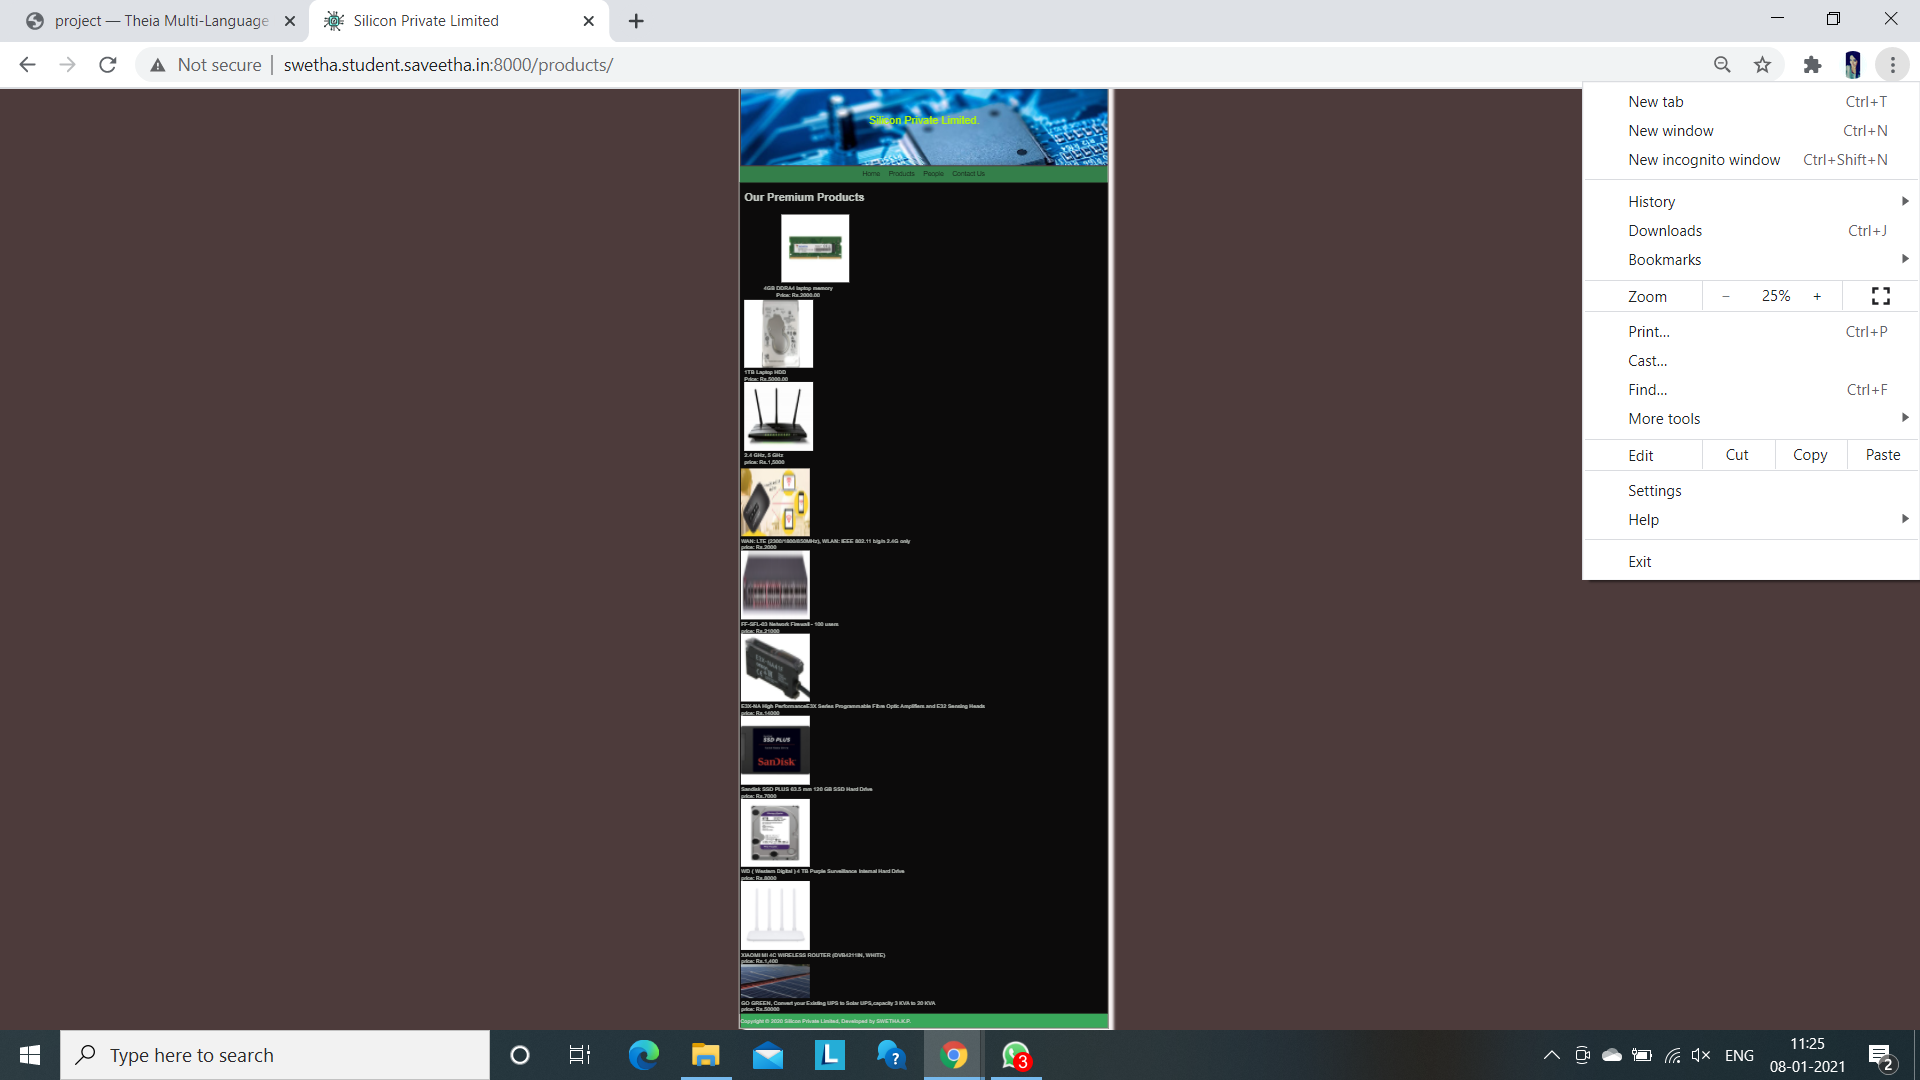 project — Theia Multi-Language
Silicon Private Limited
Not secure
swetha.student.saveetha.in:8000/products/
New tab Ctrl+T
New window Ctrl+N
New incognito window Ctrl+Shift+N
History
Downloads Ctrl+J
Bookmarks
Zoom − 25% +
Print... Ctrl+P
Cast...
Find... Ctrl+F
More tools
Edit Cut Copy Paste
Settings
Help
Exit
Silicon Private Limited.
Home Products People Contact Us
Our Premium Products
4GB DDRA4 laptop memory
Price: Rs.2000.00
1TB Laptop HDD
Price: Rs.5000.00
2.4 GHz, 5 GHz
price: Rs.1,5000
WAN: LTE (2300/1800/850MHz), WLAN: IEEE 802.11 b/g/n 2.4G only
price: Rs.2000
FF-SFL-03 Network Firewall - 100 users
price: Rs.21000
E3X-NA High PerformanceE3X Series Programmable Fibre Optic Amplifiers and E32 Sensing Heads
price: Rs.14000
SSD PLUS
SanDisk
Sandisk SSD PLUS 63.5 mm 120 GB SSD Hard Drive
price: Rs.7000
WD ( Western Digital ) 4 TB Purple Surveillance Internal Hard Drive
price: Rs.8000
XIAOMI MI 4C WIRELESS ROUTER (DVB4211IN, WHITE)
price: Rs.1,400
GO GREEN, Convert your Existing UPS to Solar UPS,capacity 3 KVA to 20 KVA
price: Rs.50000
Copyright © 2020 Silicon Private Limited, Developed by SWETHA.K.P.
Type here to search
L
?
3
ENG
11:25
08-01-2021
2